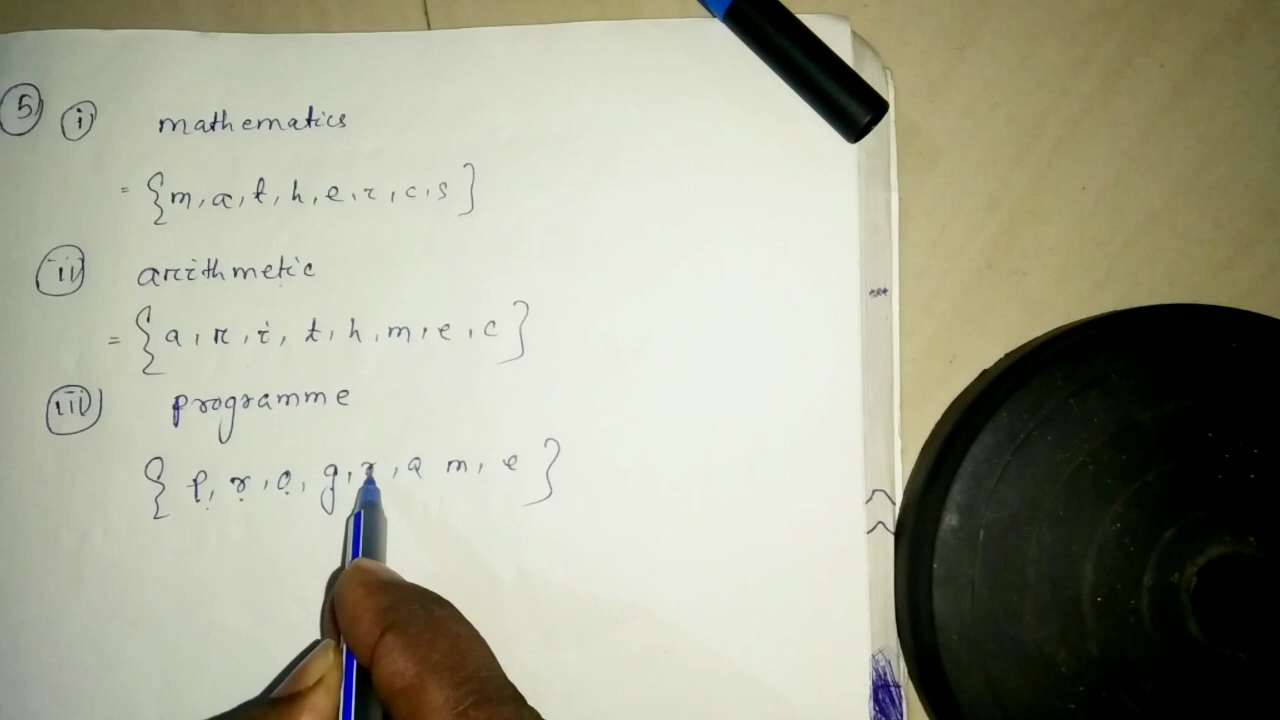 5 i mathematics
= {m, a, t, h, e, i, c, s}
ii arithmetic
= {a, r, i, t, h, m, e, c}
iii programme
{ p, r, o, g, r, a m, e }